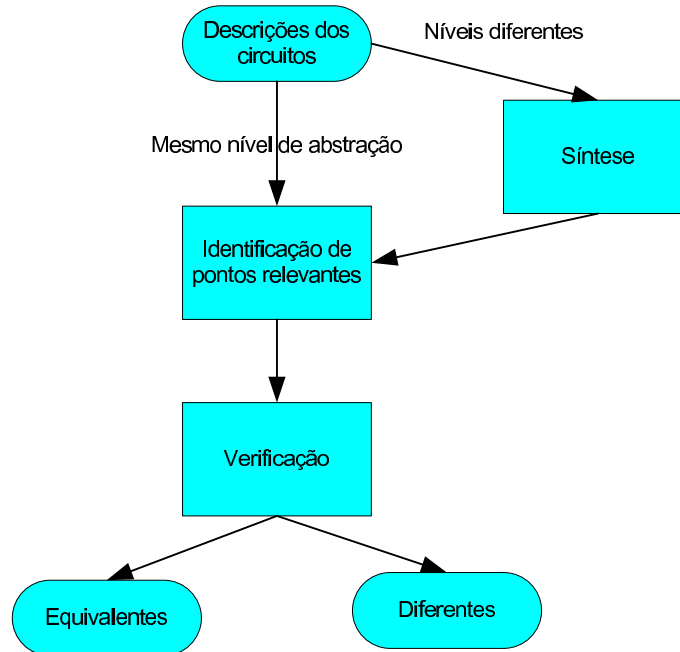 Descrições dos
circuitos
Níveis diferentes
Mesmo nível de abstração
Síntese
Identificação de
pontos relevantes
Verificação
Equivalentes
Diferentes